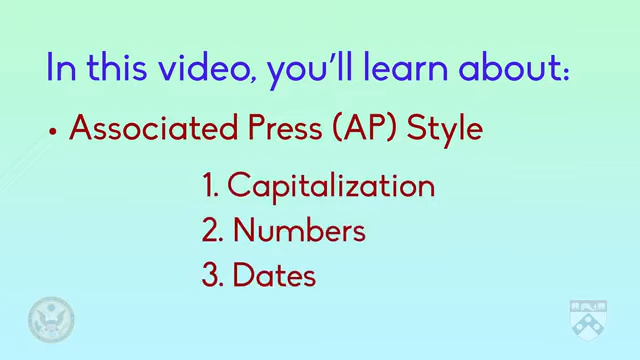 In this video, you'll learn about:
• Associated Press (AP) Style
1. Capitalization
2. Numbers
3. Dates